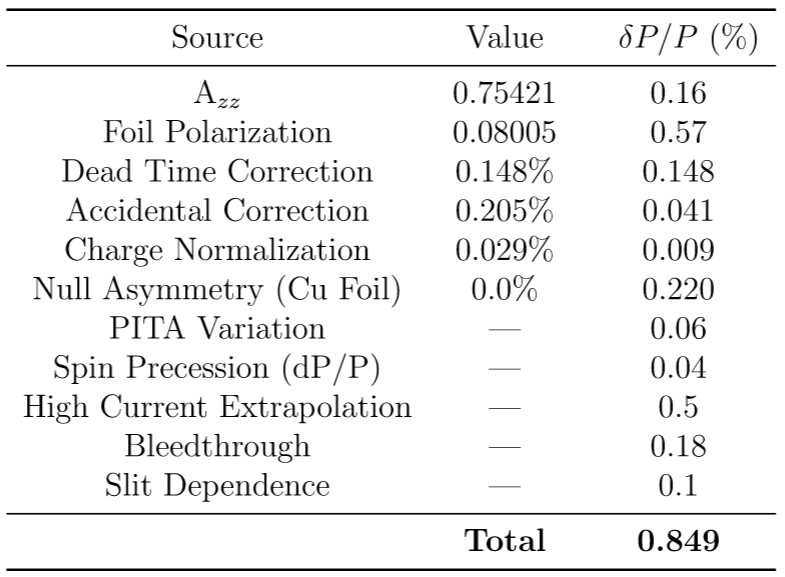 Source Value δP/P (%)
A_zz 0.75421 0.16
Foil Polarization 0.08005 0.57
Dead Time Correction 0.148% 0.148
Accidental Correction 0.205% 0.041
Charge Normalization 0.029% 0.009
Null Asymmetry (Cu Foil) 0.0% 0.220
PITA Variation — 0.06
Spin Precession (dP/P) — 0.04
High Current Extrapolation — 0.5
Bleedthrough — 0.18
Slit Dependence — 0.1
Total 0.849